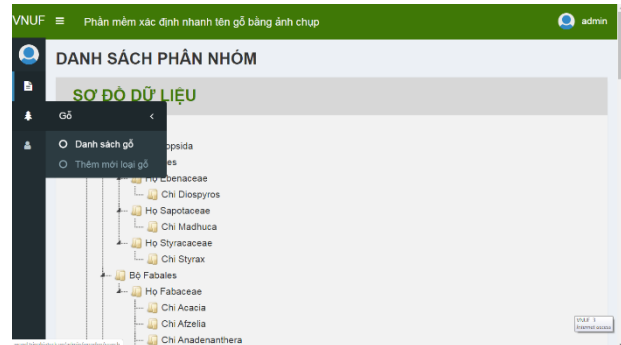 VNUF
Phần mềm xác định nhanh tên gỗ bằng ảnh chụp
admin
DANH SÁCH PHÂN NHÓM
SƠ ĐỒ DỮ LIỆU
Gỗ
Danh sách gỗ
opsida
Thêm mới loại gỗ
es
Họ Ebenaceae
Chi Diospyros
Họ Sapotaceae
Chi Madhuca
Họ Styracaceae
Chi Styrax
Bộ Fabales
Họ Fabaceae
Chi Acacia
Chi Afzelia
Chi Anadenanthera
Internet access